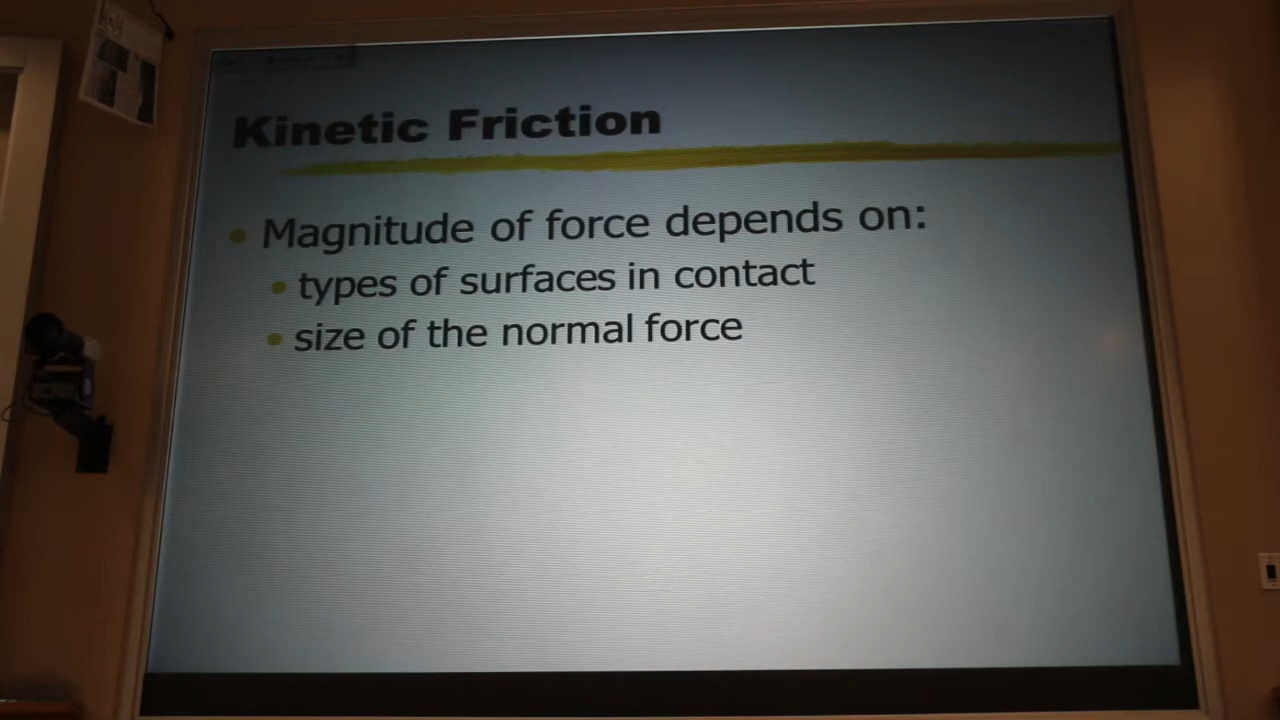 Kinetic Friction
Magnitude of force depends on:
types of surfaces in contact
size of the normal force